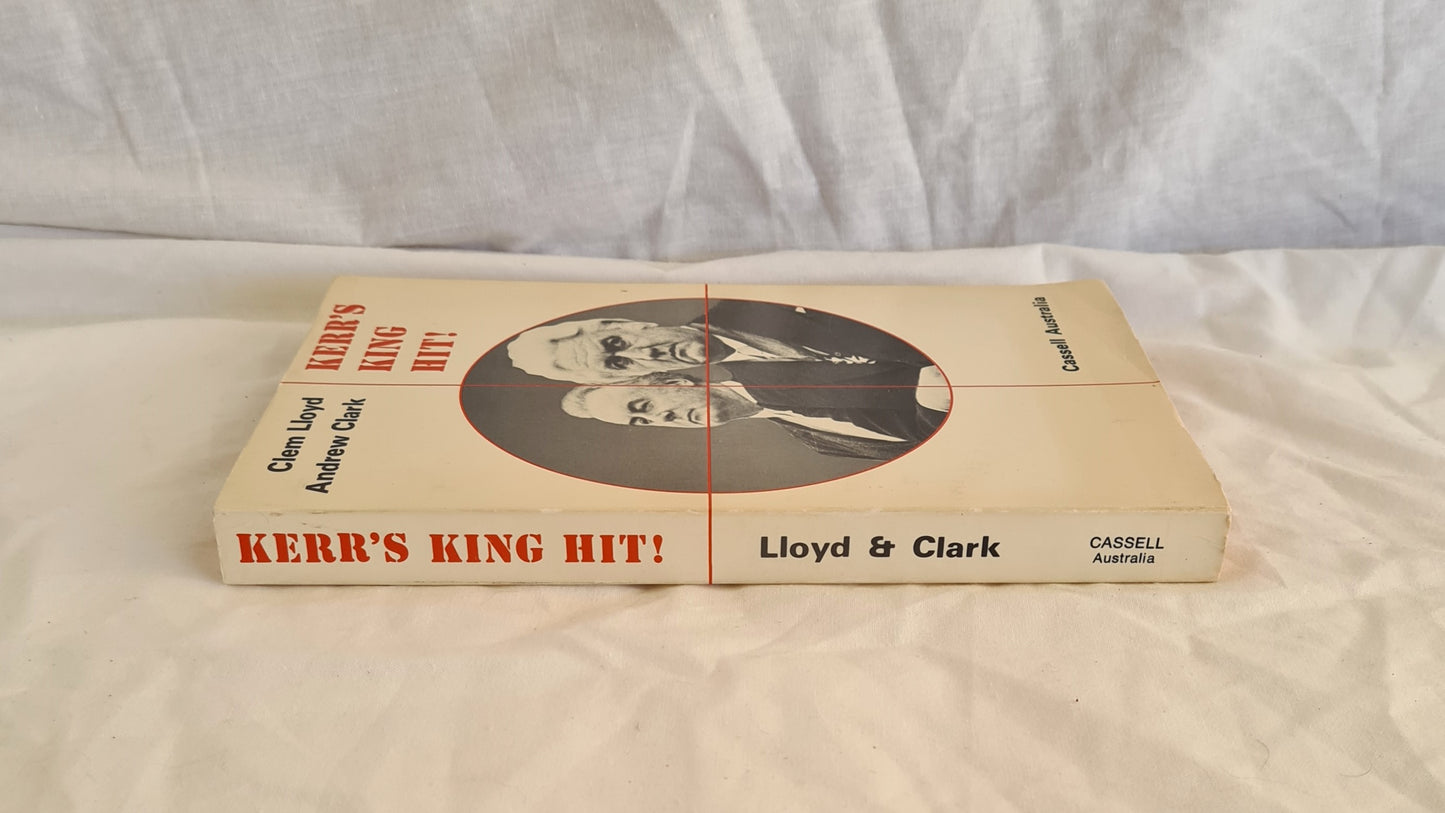 KERR'S
KING
HIT!
Clem Lloyd
Andrew Clark
Cassell Australia
KERR'S KING HIT!
Lloyd & Clark
CASSELL
Australia